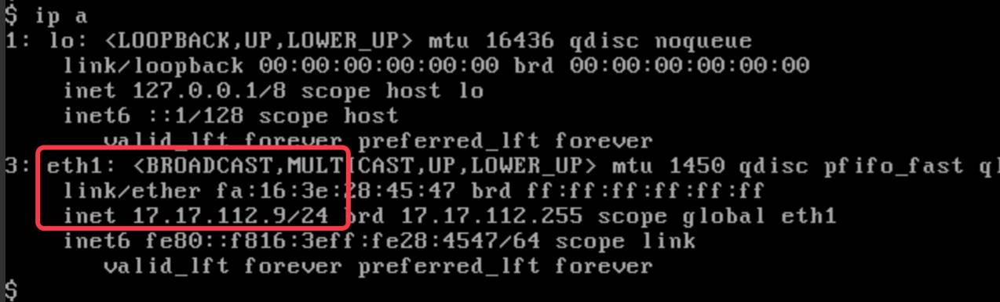 $ ip a
1: lo: <LOOPBACK,UP,LOWER_UP> mtu 16436 qdisc noqueue
link/loopback 00:00:00:00:00:00 brd 00:00:00:00:00:00
inet 127.0.0.1/8 scope host lo
inet6 ::1/128 scope host
valid_lft forever preferred_lft forever
3: eth1: <BROADCAST,MULTICAST,UP,LOWER_UP> mtu 1450 qdisc pfifo_fast ql
link/ether fa:16:3e:28:45:47 brd ff:ff:ff:ff:ff:ff
inet 17.17.112.9/24 brd 17.17.112.255 scope global eth1
inet6 fe80::f816:3eff:fe28:4547/64 scope link
valid_lft forever preferred_lft forever
$